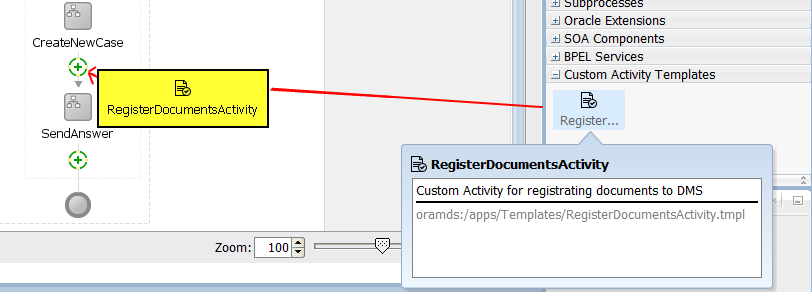 CreateNewCase
RegisterDocumentsActivity
SendAnswer
Zoom: 100
Subprocesses
Oracle Extensions
SOA Components
BPEL Services
Custom Activity Templates
Register...
RegisterDocumentsActivity
Custom Activity for registrating documents to DMS
oramds:/apps/Templates/RegisterDocumentsActivity.tmpl